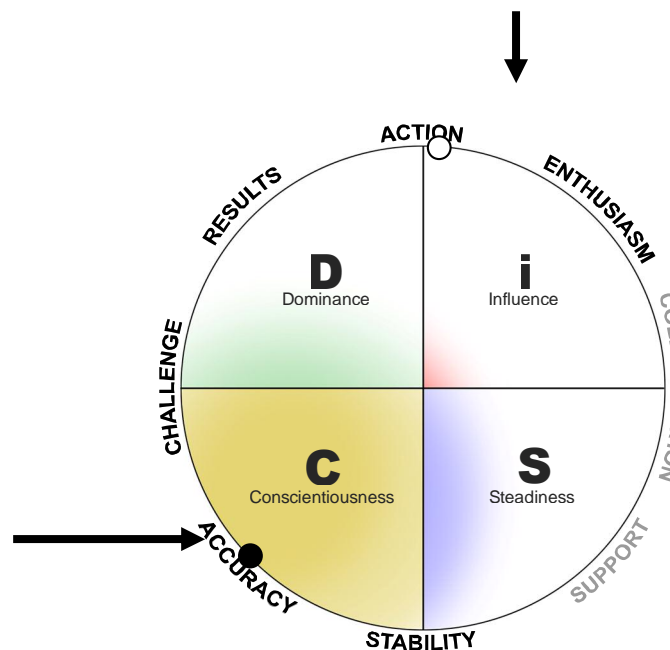 ACTION
ENTHUSIASM
RESULTS
D
Dominance
i
Influence
CHALLENGE
C
Conscientiousness
S
Steadiness
ACCURACY
SUPPORT
STABILITY